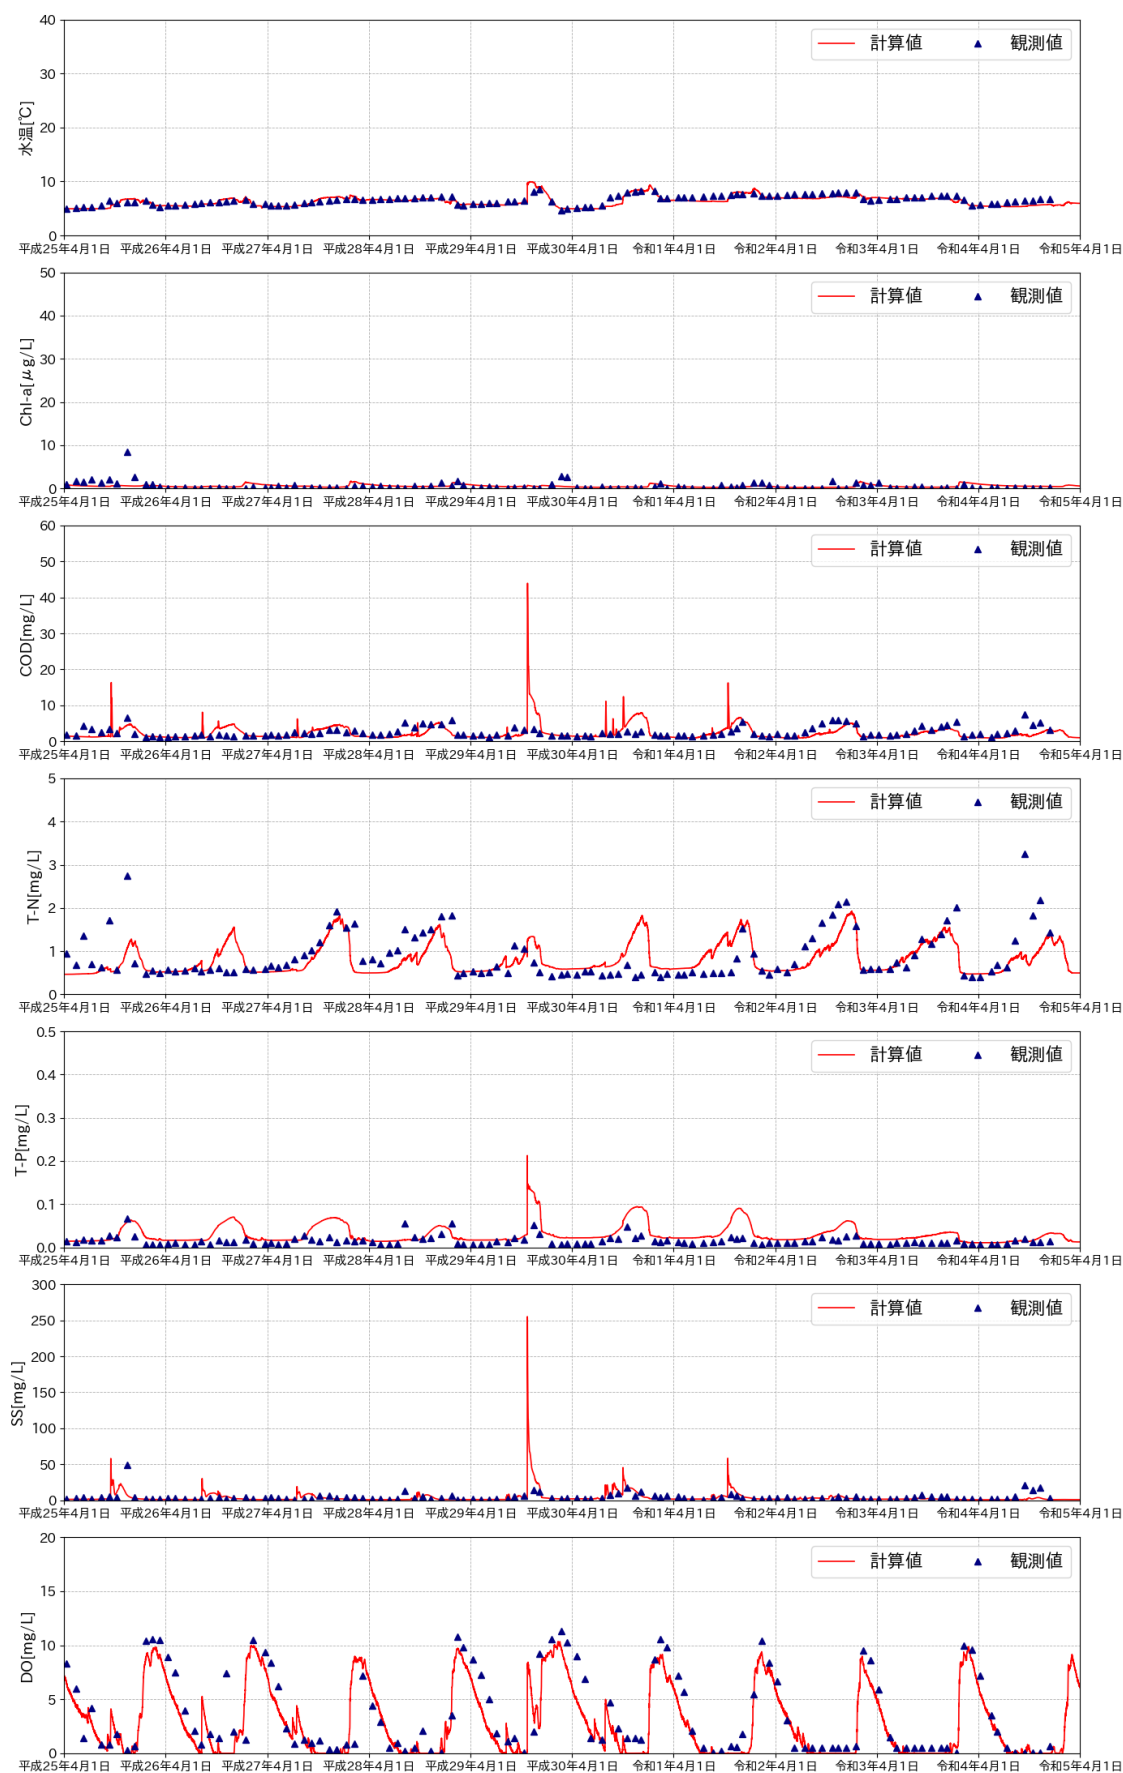 40
計算値 観測値
30
20
10
0
水温[℃]
平成25年4月1日 平成26年4月1日 平成27年4月1日 平成28年4月1日 平成29年4月1日 平成30年4月1日 令和1年4月1日 令和2年4月1日 令和3年4月1日 令和4年4月1日 令和5年4月1日
50
計算値 観測値
40
30
20
10
0
Chl-a[μg/L]
平成25年4月1日 平成26年4月1日 平成27年4月1日 平成28年4月1日 平成29年4月1日 平成30年4月1日 令和1年4月1日 令和2年4月1日 令和3年4月1日 令和4年4月1日 令和5年4月1日
60
計算値 観測値
50
40
30
20
10
0
COD[mg/L]
平成25年4月1日 平成26年4月1日 平成27年4月1日 平成28年4月1日 平成29年4月1日 平成30年4月1日 令和1年4月1日 令和2年4月1日 令和3年4月1日 令和4年4月1日 令和5年4月1日
5
計算値 観測値
4
3
2
1
0
T-N[mg/L]
平成25年4月1日 平成26年4月1日 平成27年4月1日 平成28年4月1日 平成29年4月1日 平成30年4月1日 令和1年4月1日 令和2年4月1日 令和3年4月1日 令和4年4月1日 令和5年4月1日
0.5
計算値 観測値
0.4
0.3
0.2
0.1
0.0
T-P[mg/L]
平成25年4月1日 平成26年4月1日 平成27年4月1日 平成28年4月1日 平成29年4月1日 平成30年4月1日 令和1年4月1日 令和2年4月1日 令和3年4月1日 令和4年4月1日 令和5年4月1日
300
計算値 観測値
250
200
150
100
50
0
SS[mg/L]
平成25年4月1日 平成26年4月1日 平成27年4月1日 平成28年4月1日 平成29年4月1日 平成30年4月1日 令和1年4月1日 令和2年4月1日 令和3年4月1日 令和4年4月1日 令和5年4月1日
20
計算値 観測値
15
10
5
0
DO[mg/L]
平成25年4月1日 平成26年4月1日 平成27年4月1日 平成28年4月1日 平成29年4月1日 平成30年4月1日 令和1年4月1日 令和2年4月1日 令和3年4月1日 令和4年4月1日 令和5年4月1日